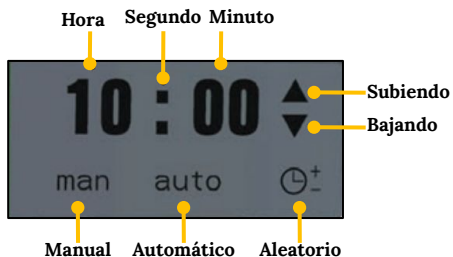 Hora Segundo Minuto
10 : 00
Subiendo
Bajando
man auto
Manual Automático Aleatorio